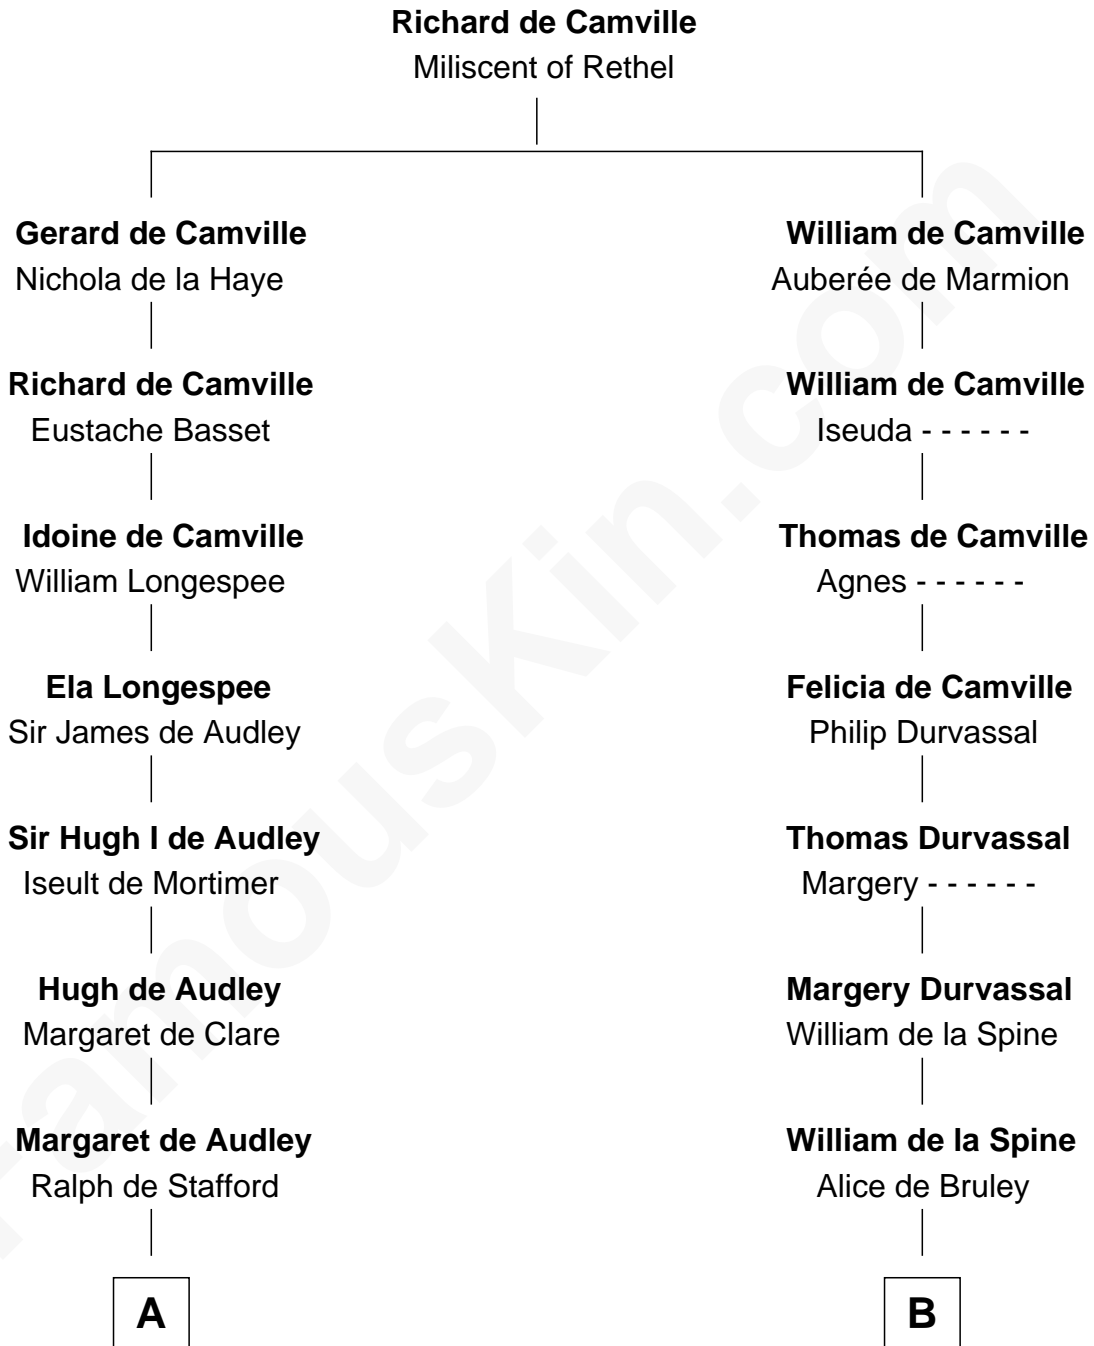 Richard de Camville
Miliscent of Rethel
Gerard de Camville
Nichola de la Haye
William de Camville
Auberée de Marmion
Richard de Camville
Eustache Basset
William de Camville
Iseuda - - - - - -
Idoine de Camville
William Longespee
Thomas de Camville
Agnes - - - - - -
Ela Longespee
Sir James de Audley
Felicia de Camville
Philip Durvassal
Sir Hugh I de Audley
Iseult de Mortimer
Thomas Durvassal
Margery - - - - - -
Hugh de Audley
Margaret de Clare
Margery Durvassal
William de la Spine
Margaret de Audley
Ralph de Stafford
William de la Spine
Alice de Bruley
A
B
FamousKin.com